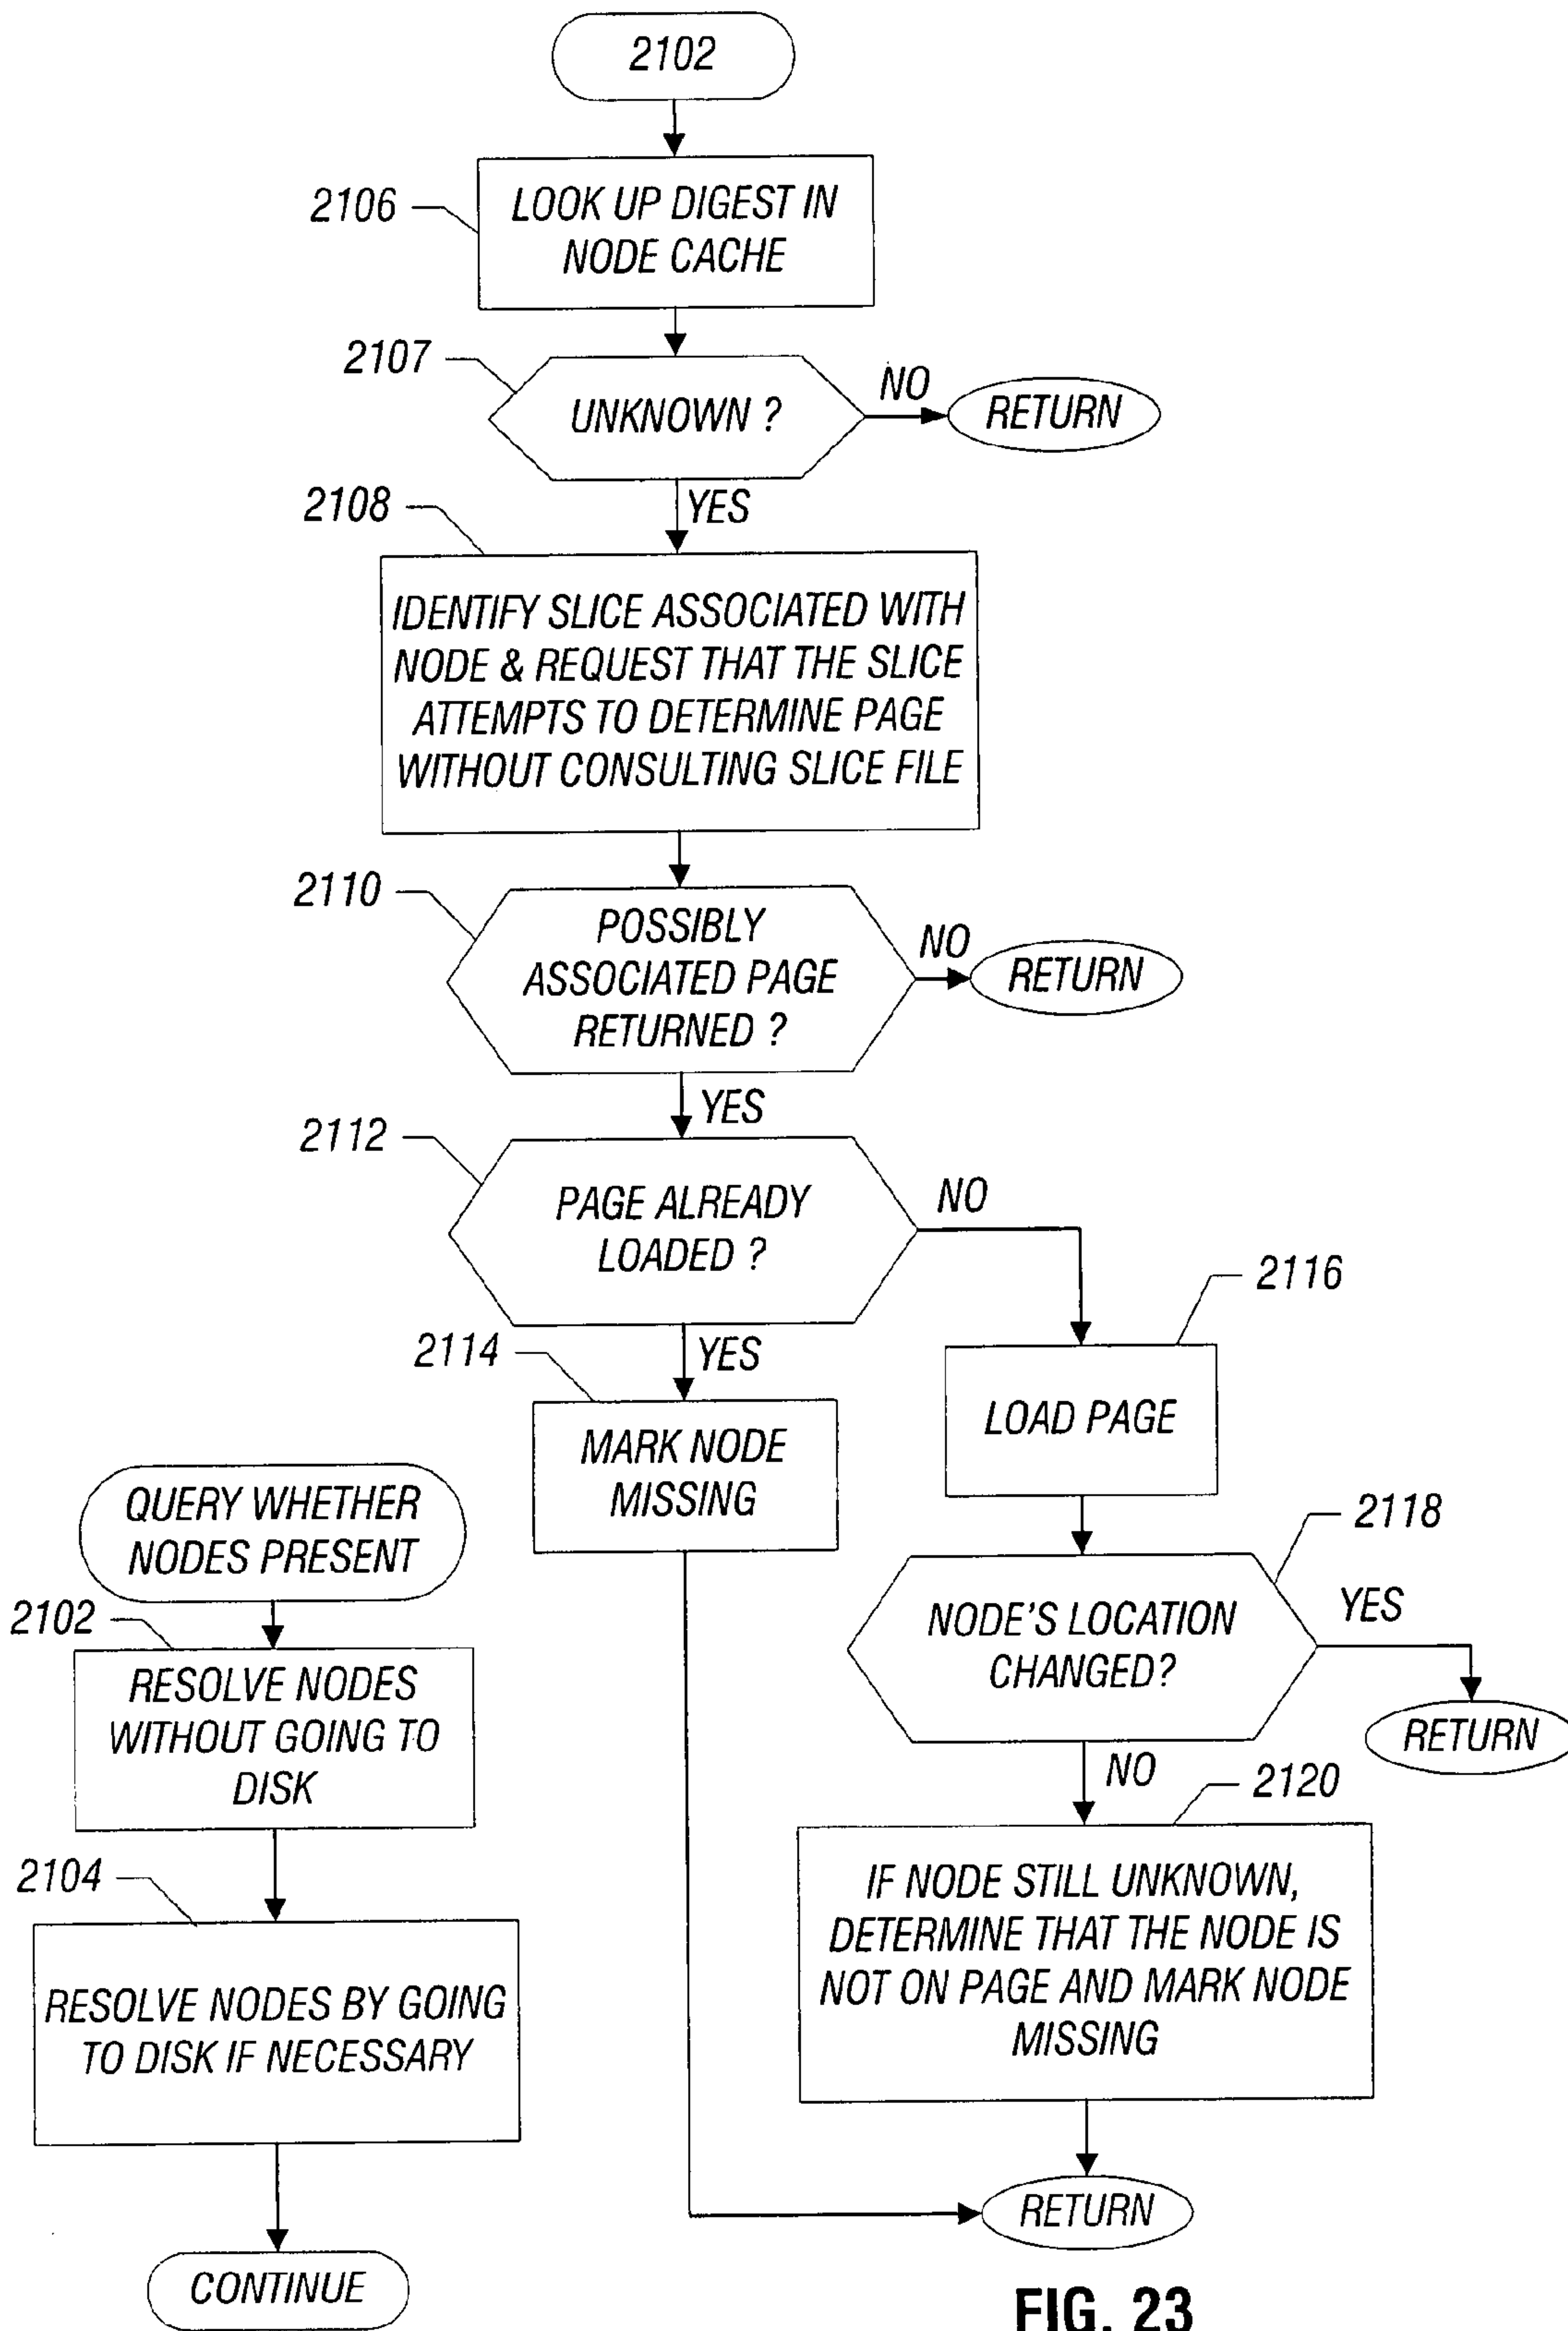 2102
2106
LOOK UP DIGEST IN
NODE CACHE
2107
UNKNOWN ?
NO
RETURN
YES
2108
IDENTIFY SLICE ASSOCIATED WITH
NODE & REQUEST THAT THE SLICE
ATTEMPTS TO DETERMINE PAGE
WITHOUT CONSULTING SLICE FILE
2110
POSSIBLY
ASSOCIATED PAGE
RETURNED ?
NO
RETURN
YES
2112
PAGE ALREADY
LOADED ?
NO
YES
2114
MARK NODE
MISSING
2116
LOAD PAGE
2118
NODE'S LOCATION
CHANGED?
YES
RETURN
NO
2120
IF NODE STILL UNKNOWN,
DETERMINE THAT THE NODE IS
NOT ON PAGE AND MARK NODE
MISSING
RETURN
QUERY WHETHER
NODES PRESENT
2102
RESOLVE NODES
WITHOUT GOING TO
DISK
2104
RESOLVE NODES BY GOING
TO DISK IF NECESSARY
CONTINUE
FIG. 23